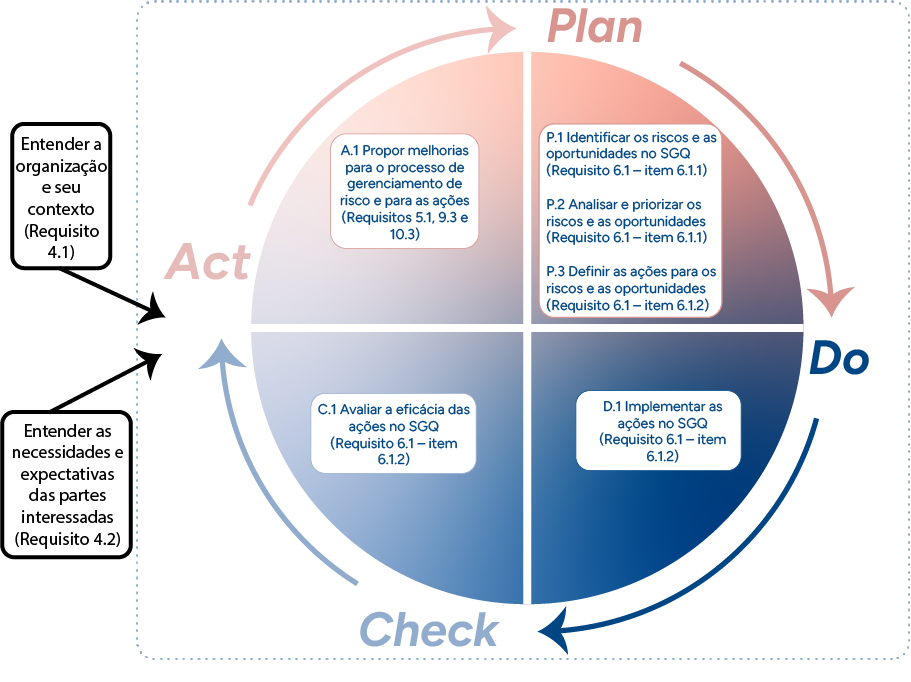 Plan
Entender a
organização
e seu
contexto
(Requisito
4.1)
A.1 Propor melhorias
para o processo de
gerenciamento de
risco e para as ações
(Requisitos 5.1, 9.3 e
10.3)
P.1 Identificar os riscos e as
oportunidades no SGQ
(Requisito 6.1 – item 6.1.1)
P.2 Analisar e priorizar os
riscos e as oportunidades
(Requisito 6.1 – item 6.1.1)
P.3 Definir as ações para os
riscos e as oportunidades
(Requisito 6.1 – item 6.1.2)
Act
Do
Entender as
necessidades e
expectativas
das partes
interessadas
(Requisito 4.2)
C.1 Avaliar a eficácia das
ações no SGQ
(Requisito 6.1 – item
6.1.2)
D.1 Implementar as
ações no SGQ
(Requisito 6.1 – item
6.1.2)
Check